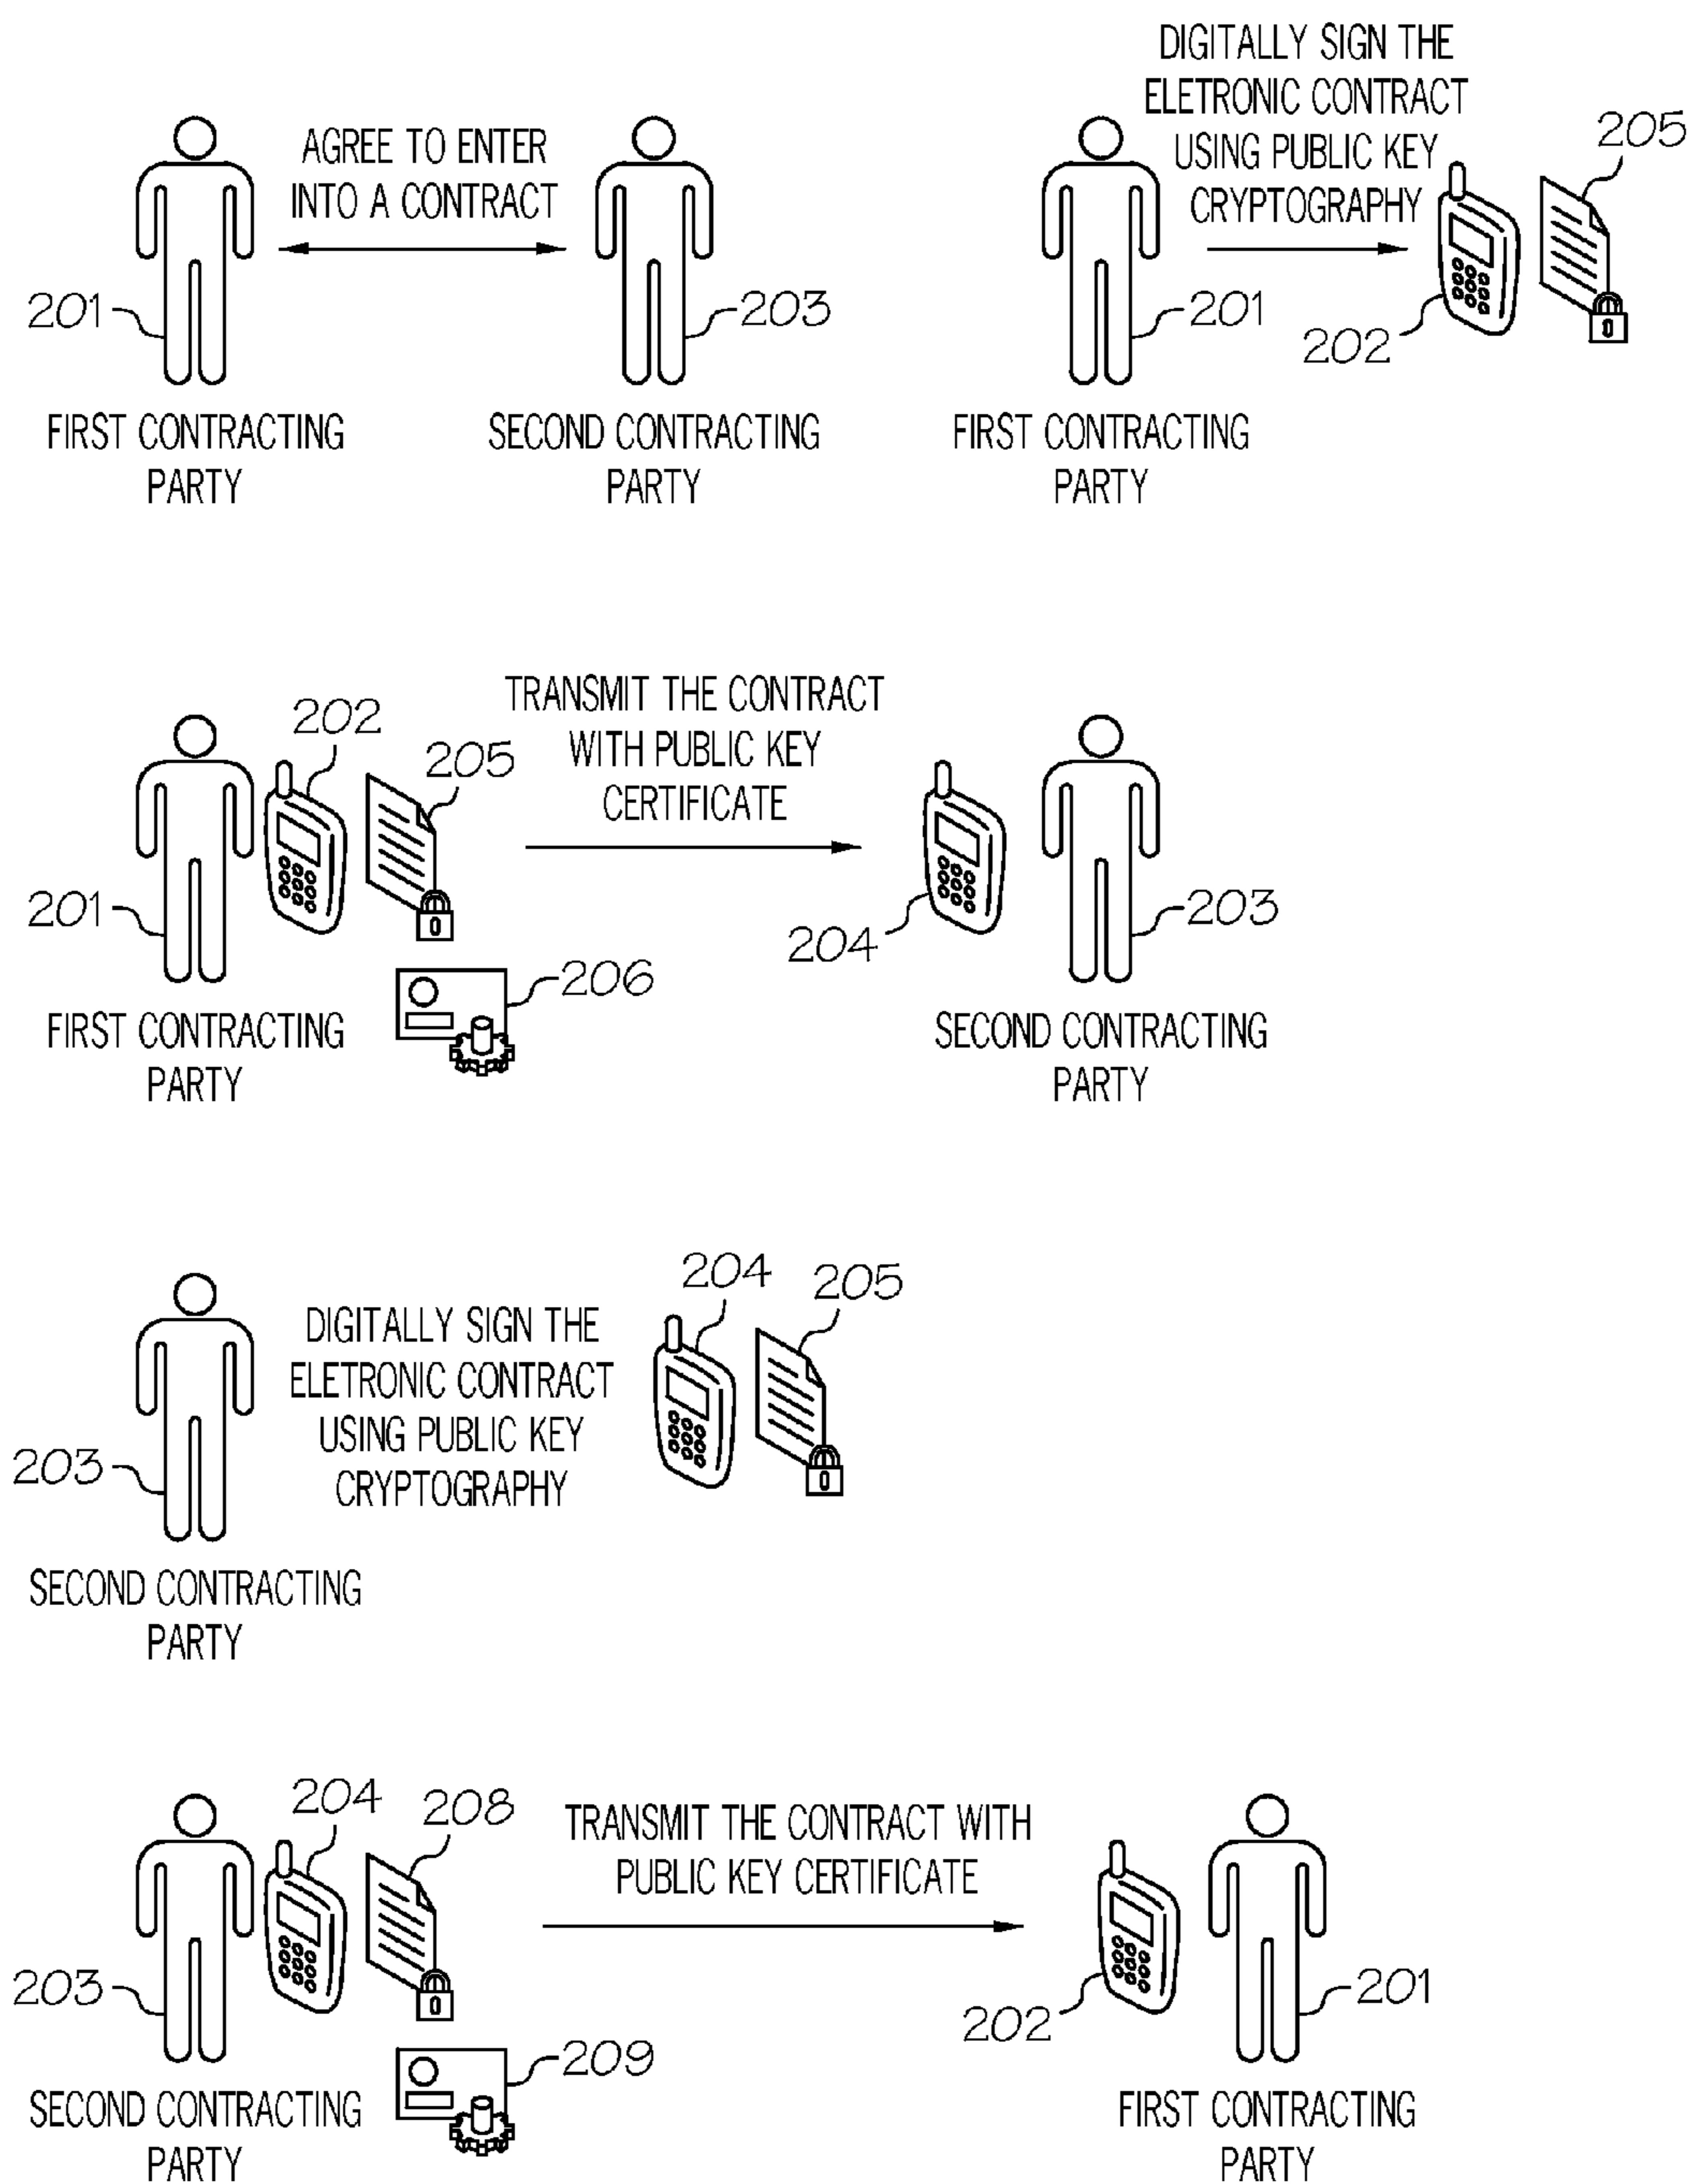 AGREE TO ENTER
INTO A CONTRACT
201
203
FIRST CONTRACTING
PARTY
SECOND CONTRACTING
PARTY
DIGITALLY SIGN THE
ELETRONIC CONTRACT
USING PUBLIC KEY
CRYPTOGRAPHY
205
201
202
FIRST CONTRACTING
PARTY
202
205
TRANSMIT THE CONTRACT
WITH PUBLIC KEY
CERTIFICATE
201
206
204
203
FIRST CONTRACTING
PARTY
SECOND CONTRACTING
PARTY
204
205
DIGITALLY SIGN THE
ELETRONIC CONTRACT
USING PUBLIC KEY
CRYPTOGRAPHY
203
SECOND CONTRACTING
PARTY
204
208
TRANSMIT THE CONTRACT WITH
PUBLIC KEY CERTIFICATE
203
209
202
201
SECOND CONTRACTING
PARTY
FIRST CONTRACTING
PARTY